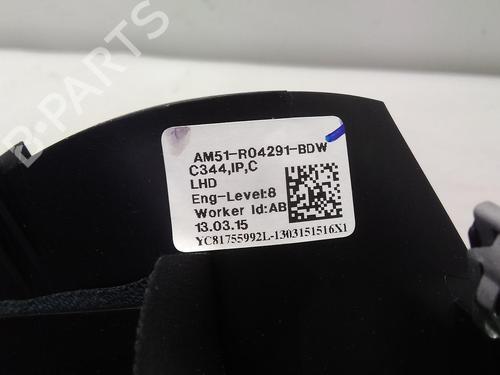 B-PARTS
AM51-R04291-BDW
C344,IP,C
LHD
Eng-Level:8
Worker Id:AB
13.03.15
YC81755992L-1303151516X1